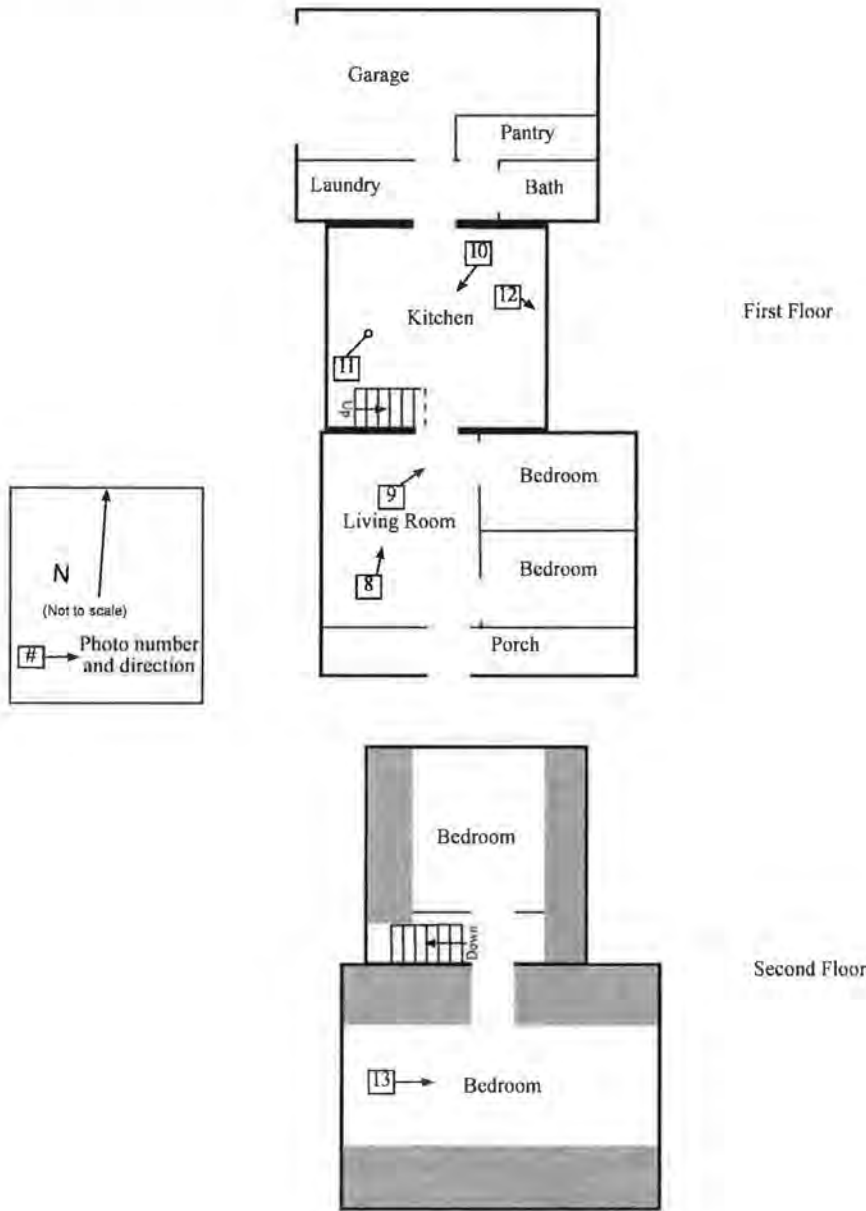 Garage
Pantry
Laundry
Bath
10
12
Kitchen
First Floor
11
Up
Bedroom
9
Living Room
Bedroom
8
N
(Not to scale)
# Photo number
and direction
Porch
Bedroom
Down
Second Floor
13
Bedroom